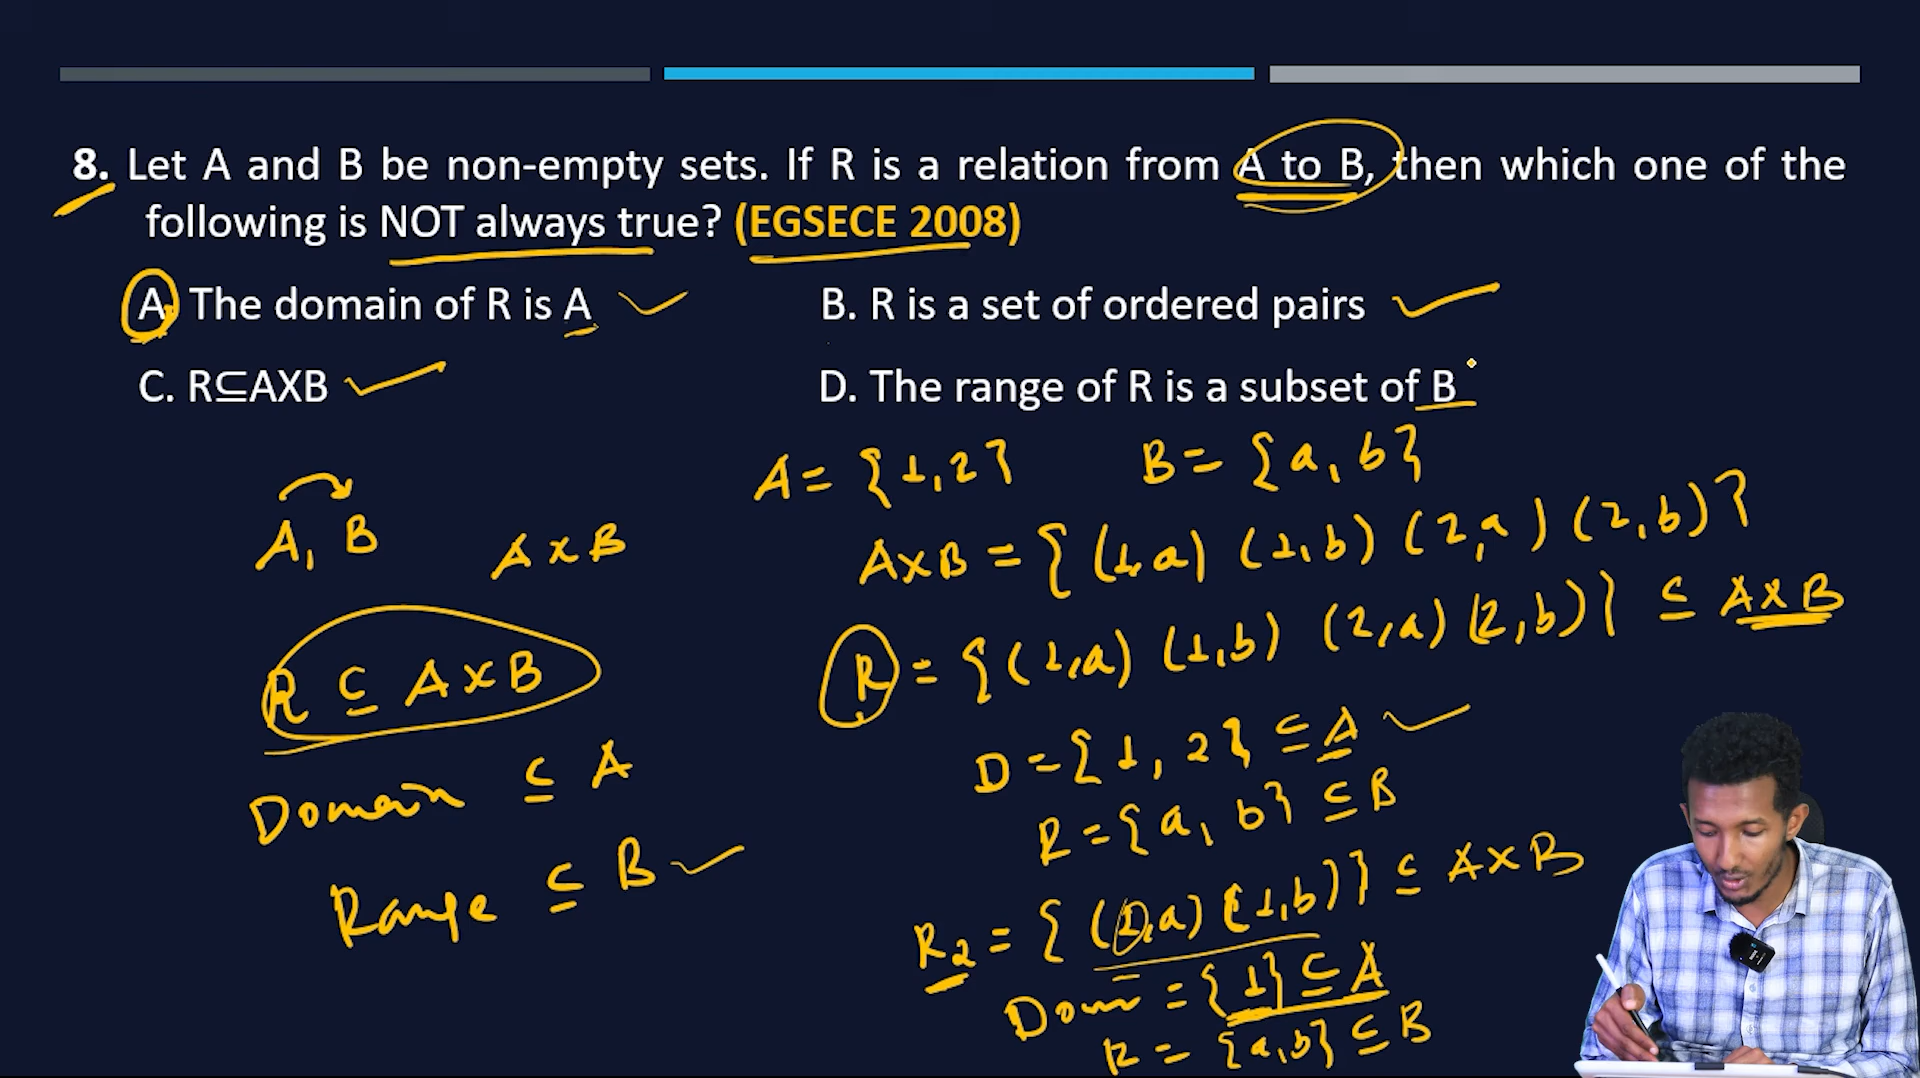 8. Let A and B be non-empty sets. If R is a relation from A to B, then which one of the
following is NOT always true? (EGSECE 2008)
A. The domain of R is A
B. R is a set of ordered pairs
C. R⊆AXB
D. The range of R is a subset of B
A, B
A x B
R ⊆ A x B
Domain ⊆ A
Range ⊆ B
A = {1,2}
B = {a, b}
AxB = {(1,a) (1,b) (2,a) (2,b)}
R = {(1,a) (1,b) (2,a) (2,b)} ⊆ AxB
D = {1, 2} ⊆ A
R = {a, b} ⊆ B
R2 = {(1,a) (1,b)} ⊆ AxB
Dom = {1} ⊆ A
R = {a,b} ⊆ B